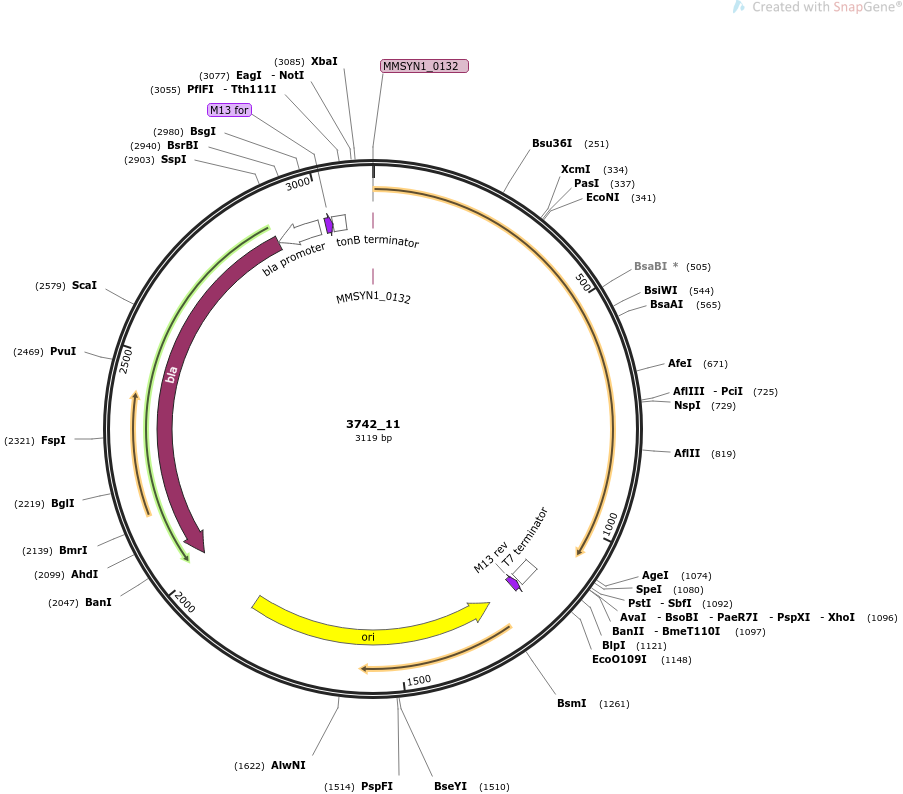 Created with SnapGene®
(3085) XbaI
MMSYN1_0132
(3077) EagI - NotI
(3055) PflFI - Tth111I
M13 for
(2980) BsgI
(2940) BsrBI
(2903) SspI
Bsu36I (251)
XcmI (334)
PasI (337)
EcoNI (341)
3000
tonB terminator
bla promoter
BsaBI * (505)
500
BsiWI (544)
BsaAI (565)
MMSYN1_0132
(2579) ScaI
(2469) PvuI
2500
bla
AfeI (671)
AflIII - PciI (725)
NspI (729)
3742_11
3119 bp
(2321) FspI
AflII (819)
(2219) BglI
1000
M13 rev
T7 terminator
(2139) BmrI
(2099) AhdI
(2047) BanI
2000
AgeI (1074)
SpeI (1080)
PstI - SbfI (1092)
AvaI - BsoBI - PaeR7I - PspXI - XhoI (1096)
BanII - BmeT110I (1097)
BlpI (1121)
EcoO109I (1148)
ori
1500
BsmI (1261)
(1622) AlwNI
(1514) PspFI
BseYI (1510)